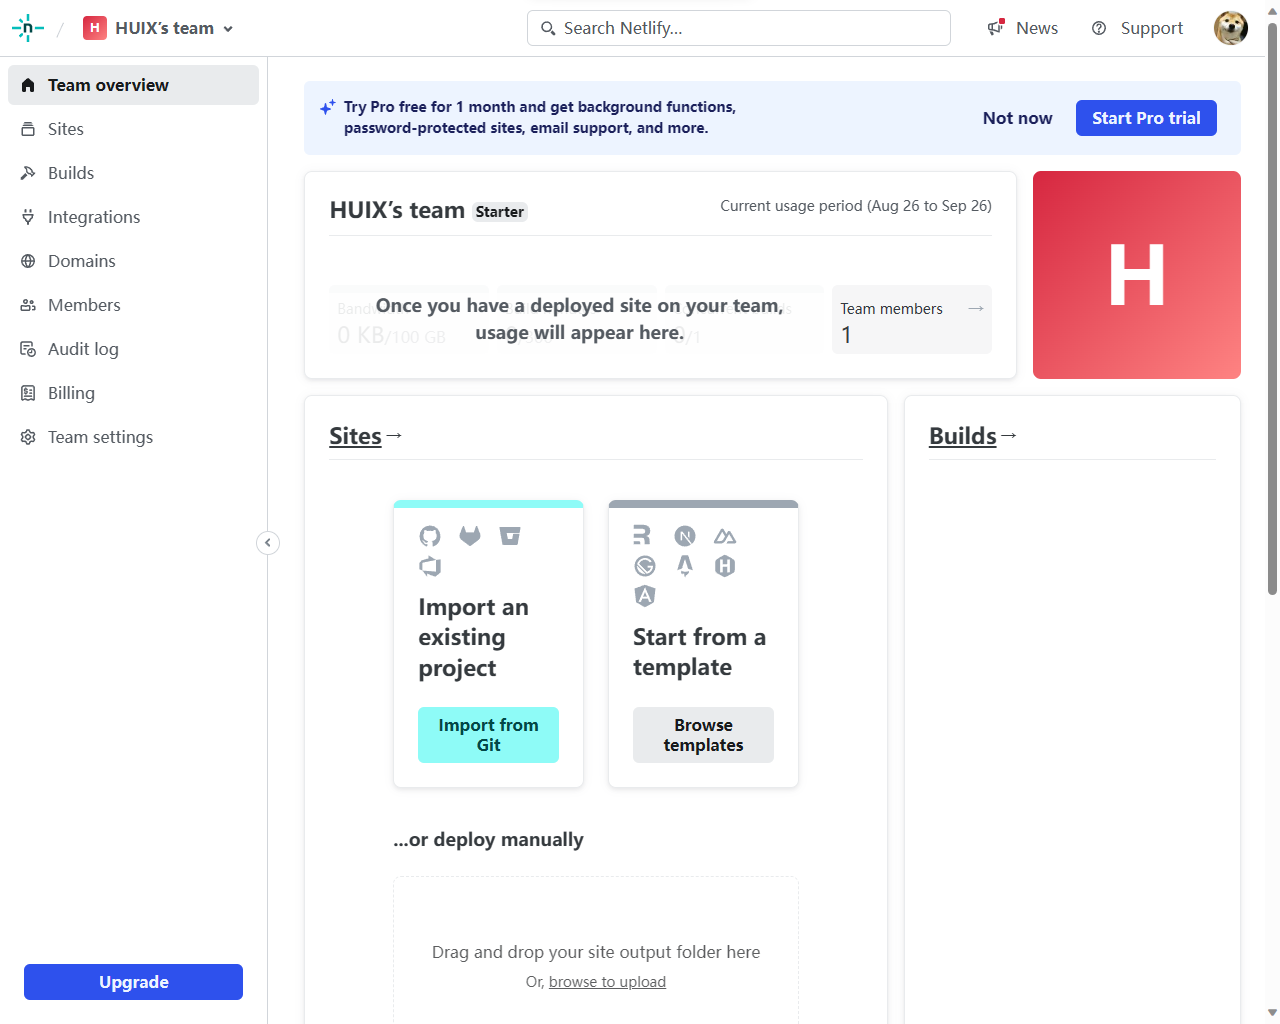 n
/
H
HUIX’s team
Search Netlify...
News
Support
Team overview
Sites
Builds
Integrations
Domains
Members
Audit log
Billing
Team settings
Upgrade
Try Pro free for 1 month and get background functions,
password-protected sites, email support, and more.
Not now
Start Pro trial
HUIX’s team Starter
Current usage period (Aug 26 to Sep 26)
Once you have a deployed site on your team,
usage will appear here.
0 KB/100 GB
Team members →
1
H
Sites→
Import an
existing
project
Import from
Git
Start from a
template
Browse
templates
...or deploy manually
Drag and drop your site output folder here
Or, browse to upload
Builds→